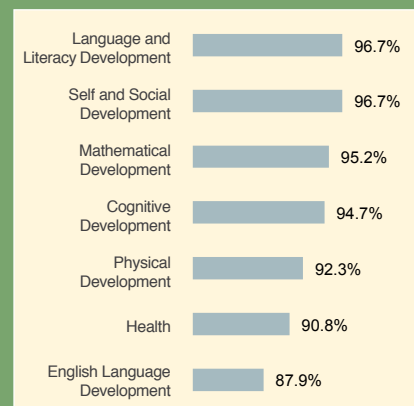 Language and
Literacy Development
96.7%
Self and Social
Development
96.7%
Mathematical
Development
95.2%
Cognitive
Development
94.7%
Physical
Development
92.3%
Health
90.8%
English Language
Development
87.9%